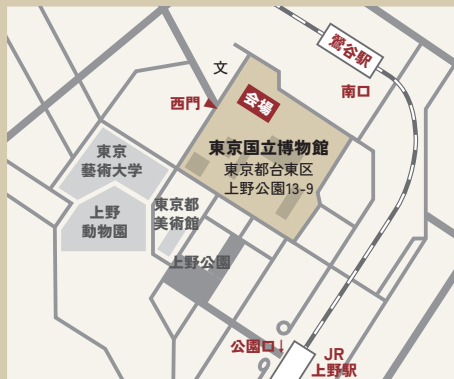 鶯谷駅
南口
文
会場
西門
東京国立博物館
東京都台東区
上野公園13-9
東京
藝術大学
上野
動物園
東京都
美術館
上野公園
公園口↓
JR
上野駅